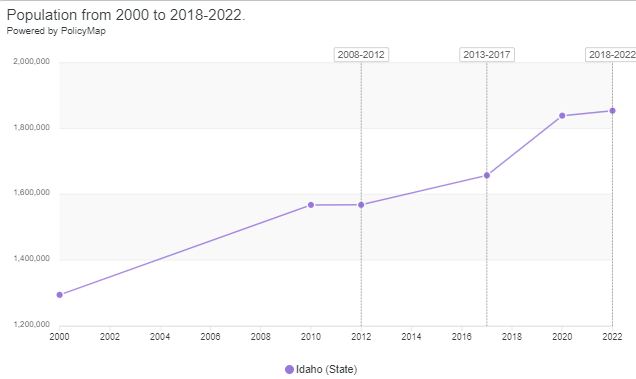 Population from 2000 to 2018-2022.
Powered by PolicyMap
2008-2012 2013-2017 2018-2022
2,000,000
1,800,000
1,600,000
1,400,000
1,200,000
2000 2002 2004 2006 2008 2010 2012 2014 2016 2018 2020 2022
Idaho (State)